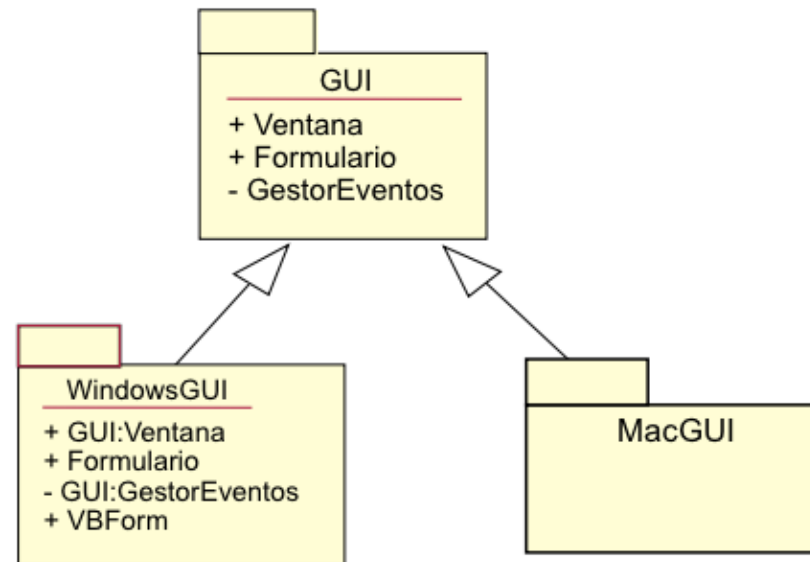 GUI
+ Ventana
+ Formulario
- GestorEventos
WindowsGUI
+ GUI:Ventana
+ Formulario
- GUI:GestorEventos
+ VBForm
MacGUI